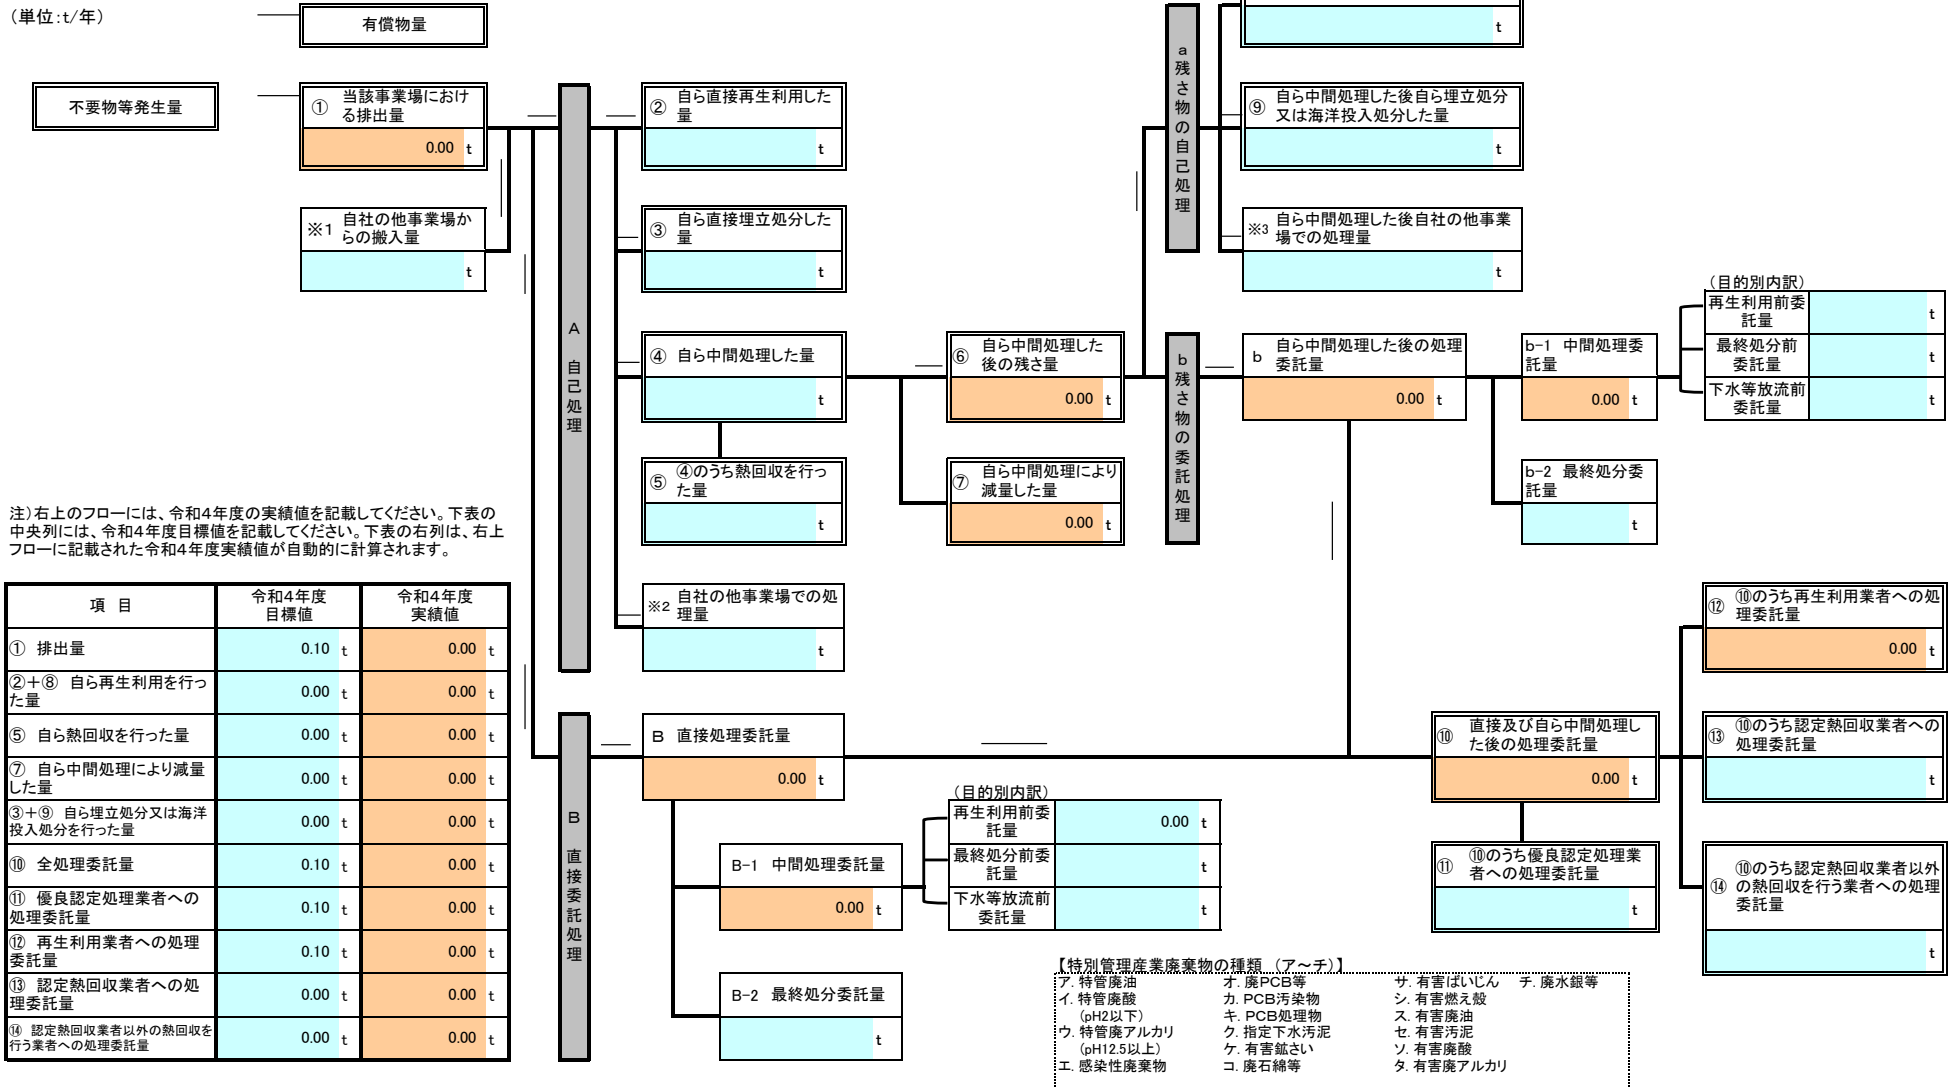 (単位:t/年)
有償物量
t
不要物等発生量
① 当該事業場におけ
る排出量
0.00 t
※1 自社の他事業場か
らの搬入量
t
A 自己処理
② 自ら直接再生利用した
量
t
③ 自ら直接埋立処分した
量
t
④ 自ら中間処理した量
t
⑤ ④のうち熱回収を行っ
た量
t
※2 自社の他事業場での処
理量
t
⑥ 自ら中間処理した
後の残さ量
0.00 t
⑦ 自ら中間処理により
減量した量
0.00 t
a 残さ物の自己処理
⑨ 自ら中間処理した後自ら埋立処分
又は海洋投入処分した量
t
※3 自ら中間処理した後自社の他事業
場での処理量
t
b 残さ物の委託処理
b 自ら中間処理した後の処理
委託量
0.00 t
b-1 中間処理委
託量
0.00 t
(目的別内訳)
再生利用前委
託量
t
最終処分前
委託量
t
下水等放流前
委託量
t
b-2 最終処分委
託量
t
注)右上のフローには、令和4年度の実績値を記載してください。下表の
中央列には、令和4年度目標値を記載してください。下表の右列は、右上
フローに記載された令和4年度実績値が自動的に計算されます。
項 目
令和4年度
目標値
令和4年度
実績値
① 排出量 0.10 t 0.00 t
②+⑧ 自ら再生利用を行っ
た量 0.00 t 0.00 t
⑤ 自ら熱回収を行った量 0.00 t 0.00 t
⑦ 自ら中間処理により減量
した量 0.00 t 0.00 t
③+⑨ 自ら埋立処分又は海洋
投入処分を行った量 0.00 t 0.00 t
⑩ 全処理委託量 0.10 t 0.00 t
⑪ 優良認定処理業者への
処理委託量 0.10 t 0.00 t
⑫ 再生利用業者への処理
委託量 0.10 t 0.00 t
⑬ 認定熱回収業者への処
理委託量 0.00 t 0.00 t
⑭ 認定熱回収業者以外の熱回収を
行う業者への処理委託量 0.00 t 0.00 t
B 直接委託処理
B 直接処理委託量
0.00 t
B-1 中間処理委託量
0.00 t
(目的別内訳)
再生利用前委
託量
0.00 t
最終処分前委
託量
t
下水等放流前
委託量
t
B-2 最終処分委託量
t
⑩ 直接及び自ら中間処理し
た後の処理委託量
0.00 t
⑪ ⑩のうち優良認定処理業
者への処理委託量
t
⑫ ⑩のうち再生利用業者への処
理委託量
0.00 t
⑬ ⑩のうち認定熱回収業者への
処理委託量
t
⑭ ⑩のうち認定熱回収業者以外
の熱回収を行う業者への処理
委託量
t
【特別管理産業廃棄物の種類 (ア~チ)】
ア. 特管廃油 オ. 廃PCB等 サ. 有害ばいじん チ. 廃水銀等
イ. 特管廃酸 カ. PCB汚染物 シ. 有害燃え殻
(pH2以下) キ. PCB処理物 ス. 有害廃油
ウ. 特管廃アルカリ ク. 指定下水汚泥 セ. 有害汚泥
(pH12.5以上) ケ. 有害鉱さい ソ. 有害廃酸
エ. 感染性廃棄物 コ. 廃石綿等 タ. 有害廃アルカリ